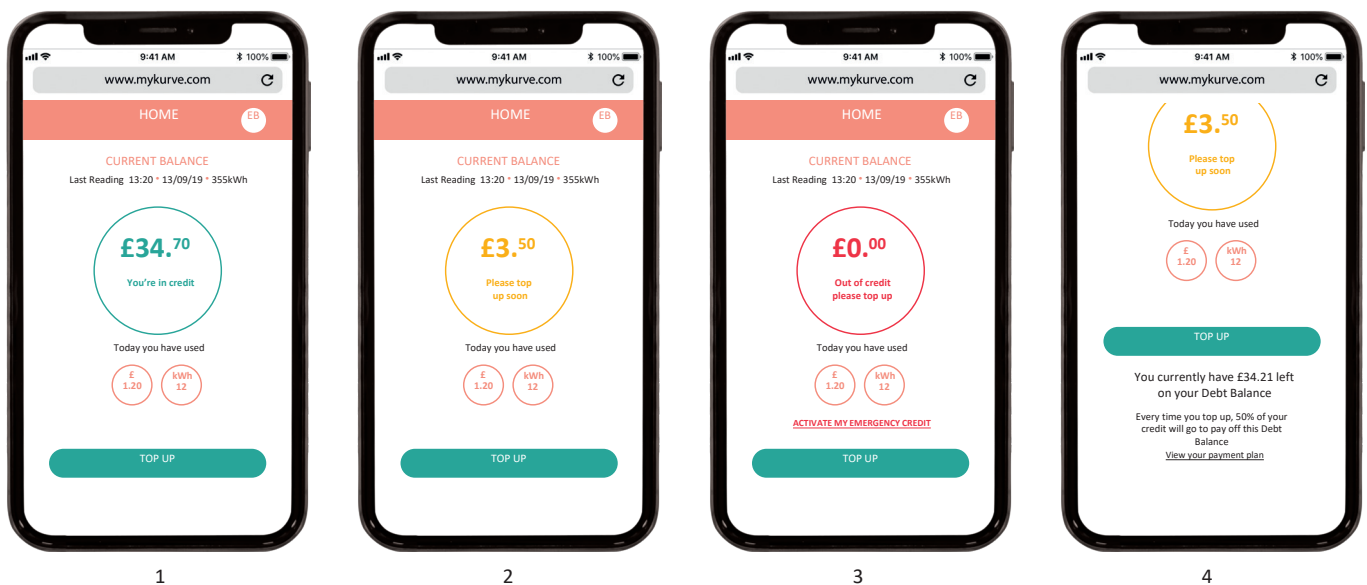 9:41 AM
100%
www.mykurve.com
HOME
EB
CURRENT BALANCE
Last Reading 13:20 * 13/09/19 * 355kWh
£34.70
You're in credit
Today you have used
£
1.20
kWh
12
TOP UP
1
9:41 AM
100%
www.mykurve.com
HOME
EB
CURRENT BALANCE
Last Reading 13:20 * 13/09/19 * 355kWh
£3.50
Please top
up soon
Today you have used
£
1.20
kWh
12
TOP UP
2
9:41 AM
100%
www.mykurve.com
HOME
EB
CURRENT BALANCE
Last Reading 13:20 * 13/09/19 * 355kWh
£0.00
Out of credit
please top up
Today you have used
£
1.20
kWh
12
ACTIVATE MY EMERGENCY CREDIT
TOP UP
3
9:41 AM
100%
www.mykurve.com
£3.50
Please top
up soon
Today you have used
£
1.20
kWh
12
TOP UP
You currently have £34.21 left
on your Debt Balance
Every time you top up, 50% of your
credit will go to pay off this Debt
Balance
View your payment plan
4